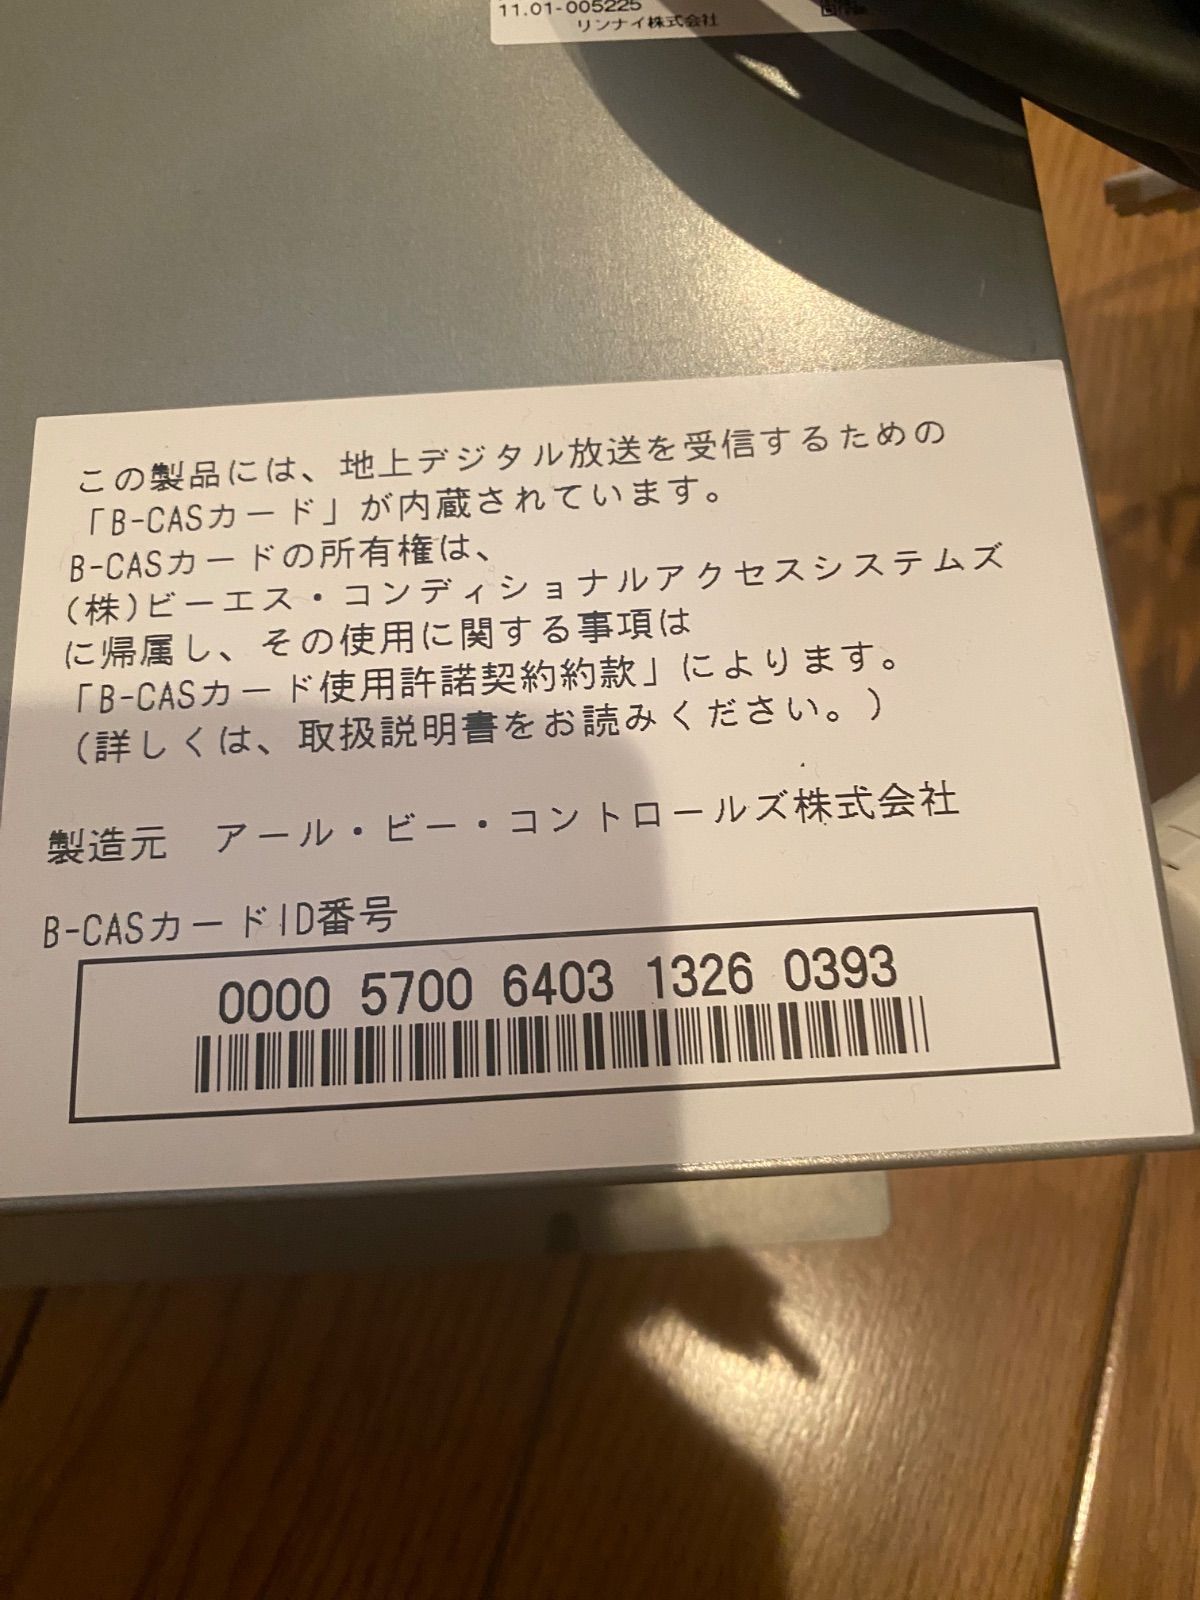 11.01-005225
リンナイ株式会社
この製品には、地上デジタル放送を受信するための
「B-CASカード」が内蔵されています。
B-CASカードの所有権は、
(株)ビーエス・コンディショナルアクセスシステムズ
に帰属し、その使用に関する事項は
「B-CASカード使用許諾契約約款」によります。
(詳しくは、取扱説明書をお読みください。)
製造元 アール・ビー・コントロールズ株式会社
B-CASカードID番号
0000 5700 6403 1326 0393